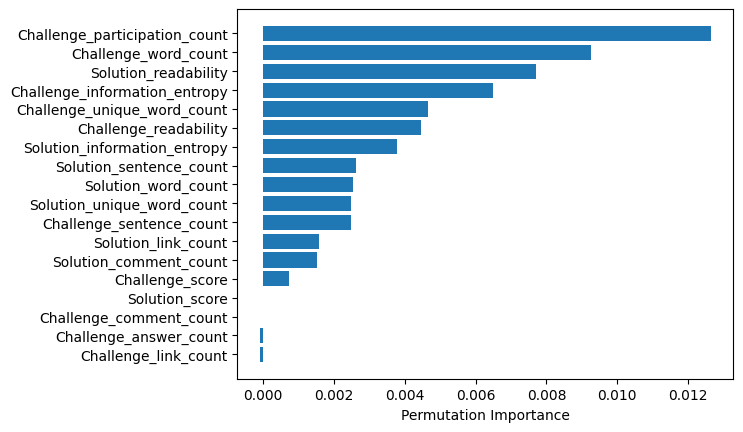 Challenge_participation_count
Challenge_word_count
Solution_readability
Challenge_information_entropy
Challenge_unique_word_count
Challenge_readability
Solution_information_entropy
Solution_sentence_count
Solution_word_count
Solution_unique_word_count
Challenge_sentence_count
Solution_link_count
Solution_comment_count
Challenge_score
Solution_score
Challenge_comment_count
Challenge_answer_count
Challenge_link_count
0.000 0.002 0.004 0.006 0.008 0.010 0.012
Permutation Importance